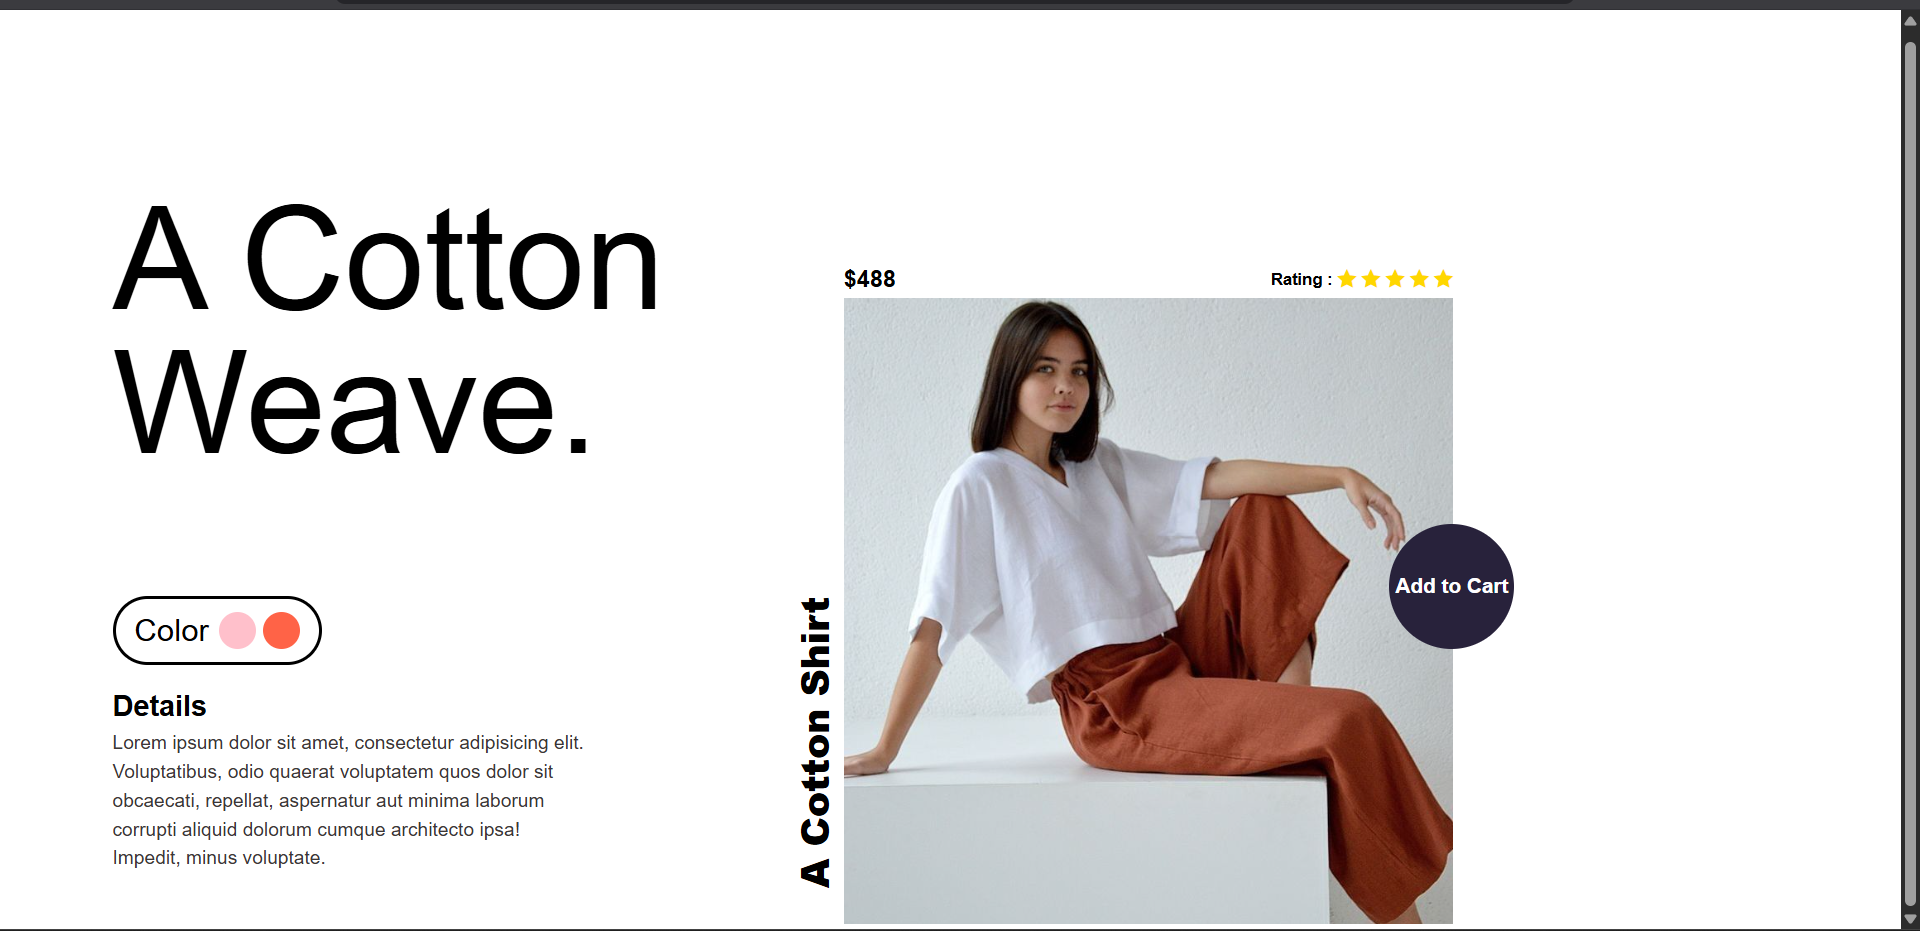 A Cotton
Weave.
Color
Details
Lorem ipsum dolor sit amet, consectetur adipisicing elit.
Voluptatibus, odio quaerat voluptatem quos dolor sit
obcaecati, repellat, aspernatur aut minima laborum
corrupti aliquid dolorum cumque architecto ipsa!
Impedit, minus voluptate.
$488
Rating :
A Cotton Shirt
Add to Cart